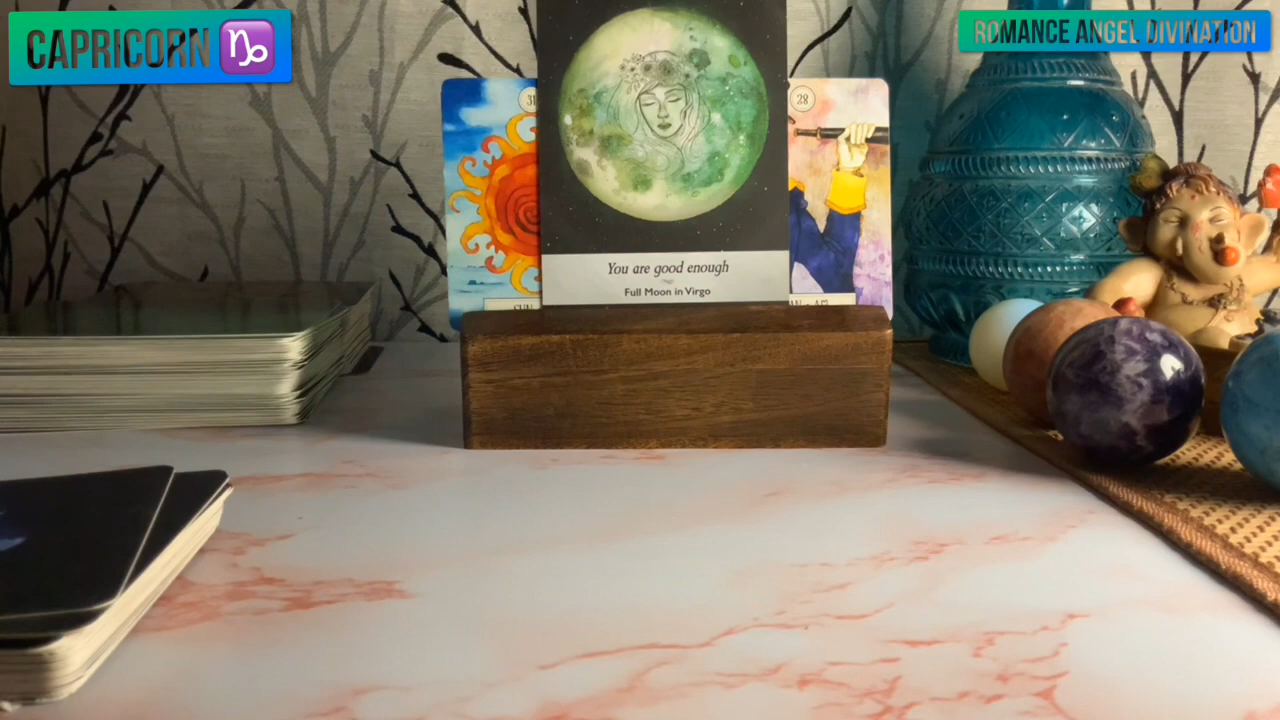 CAPRICORN ♑
ROMANCE ANGEL DIVINATION
31
28
You are good enough
Full Moon in Virgo